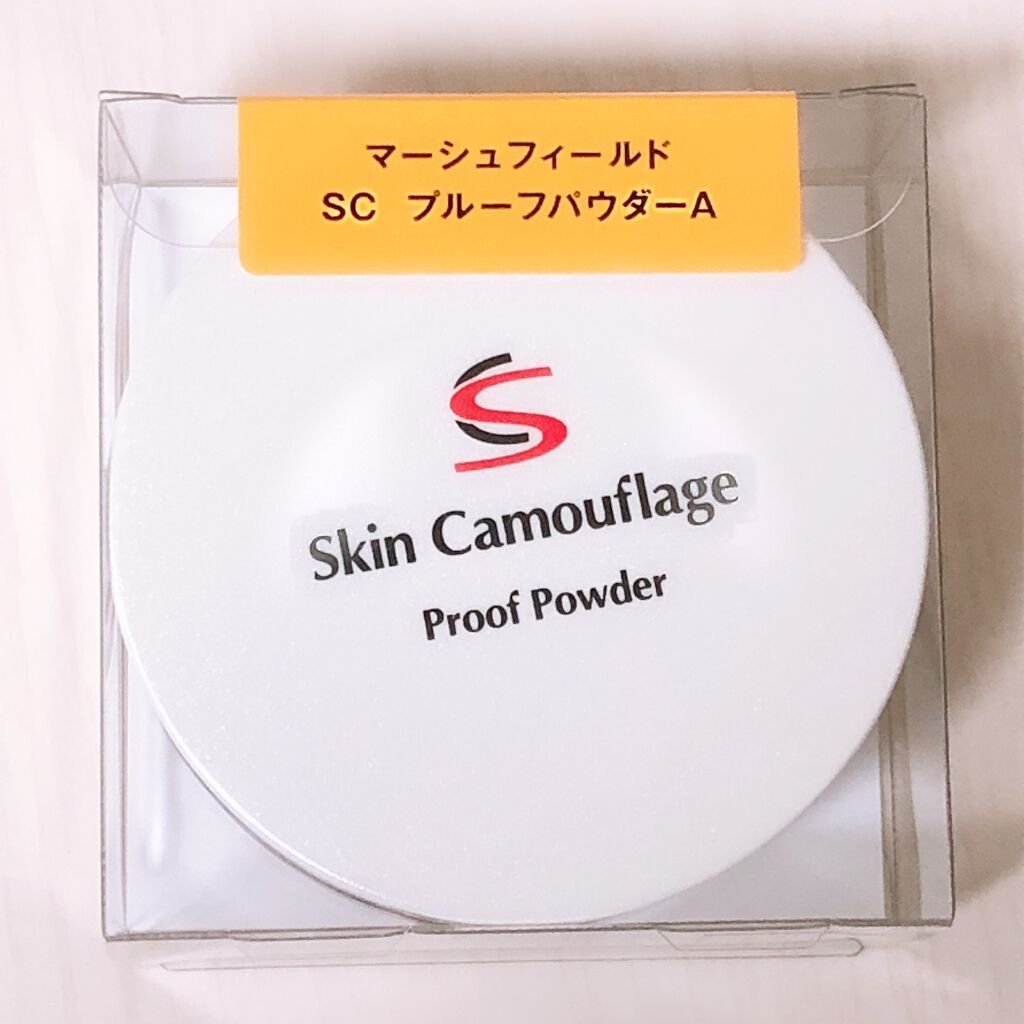 マーシュフィールド
SC プルーフパウダーA
Skin Camouflage
Proof Powder